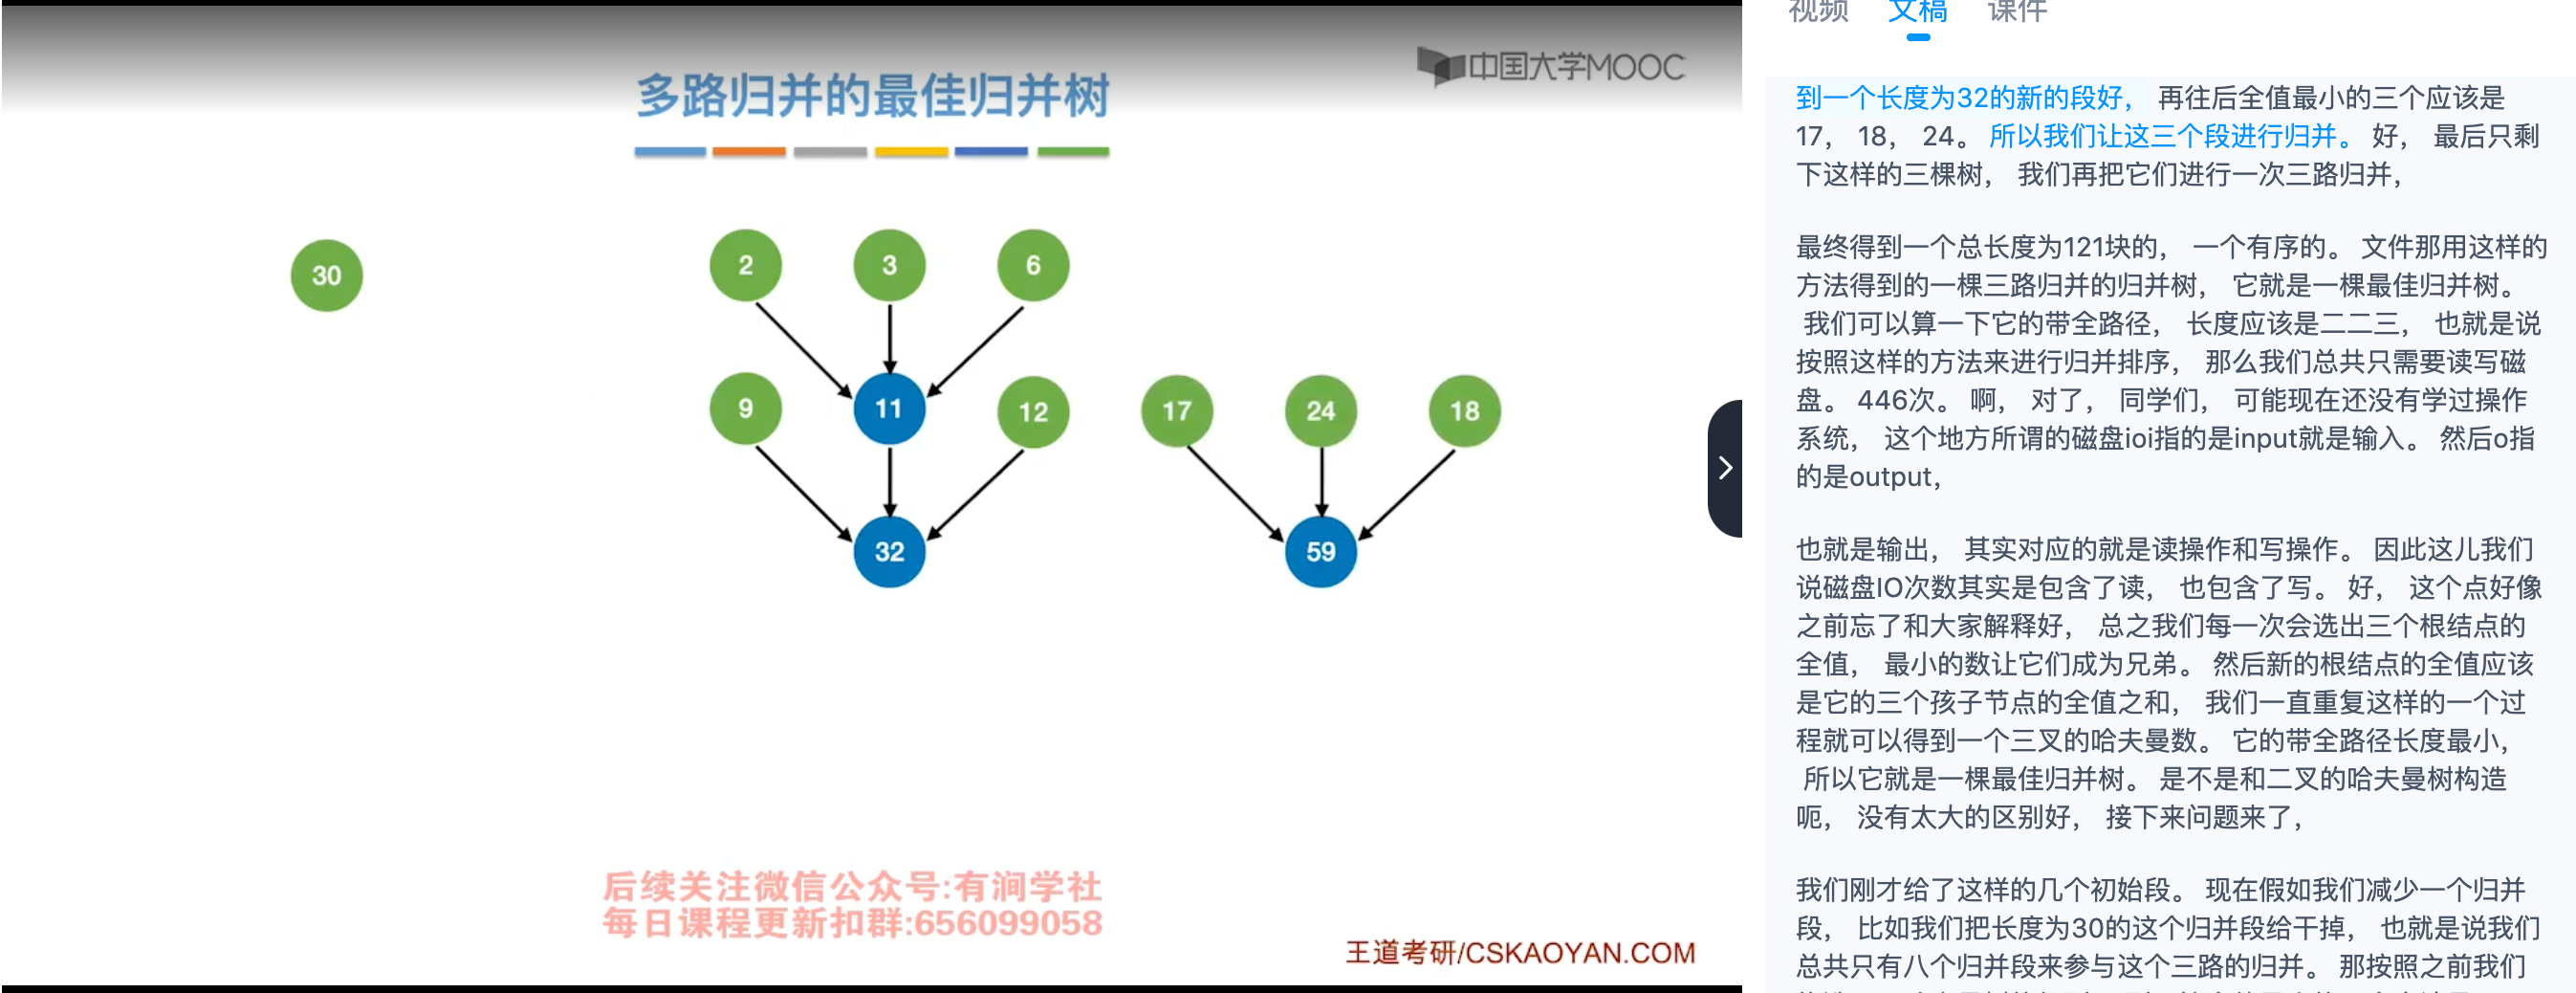 中国大学MOOC
多路归并的最佳归并树
30
2 3 6
9 11 12 17 24 18
32 59
后续关注微信公众号:有涧学社
每日课程更新扣群:656099058
王道考研/CSKAOYAN.COM
视频 文稿 课件
到一个长度为32的新的段好， 再往后全值最小的三个应该是
17， 18， 24。 所以我们让这三个段进行归并。 好， 最后只剩
下这样的三棵树， 我们再把它们进行一次三路归并，
最终得到一个总长度为121块的， 一个有序的。 文件那用这样的
方法得到的一棵三路归并的归并树， 它就是一棵最佳归并树。
我们可以算一下它的带全路径， 长度应该是二二三， 也就是说
按照这样的方法来进行归并排序， 那么我们总共只需要读写磁
盘。 446次。 啊， 对了， 同学们， 可能现在还没有学过操作
系统， 这个地方所谓的磁盘ioi指的是input就是输入。 然后o指
的是output，
也就是输出， 其实对应的就是读操作和写操作。 因此这儿我们
说磁盘IO次数其实是包含了读， 也包含了写。 好， 这个点好像
之前忘了和大家解释好， 总之我们每一次会选出三个根结点的
全值， 最小的数让它们成为兄弟。 然后新的根结点的全值应该
是它的三个孩子节点的全值之和， 我们一直重复这样的一个过
程就可以得到一个三叉的哈夫曼数。 它的带全路径长度最小，
所以它就是一棵最佳归并树。 是不是和二叉的哈夫曼树构造
呃， 没有太大的区别好， 接下来问题来了，
我们刚才给了这样的几个初始段。 现在假如我们减少一个归并
段， 比如我们把长度为30的这个归并段给干掉， 也就是说我们
总共只有八个归并段来参与这个三路的归并。 那按照之前我们